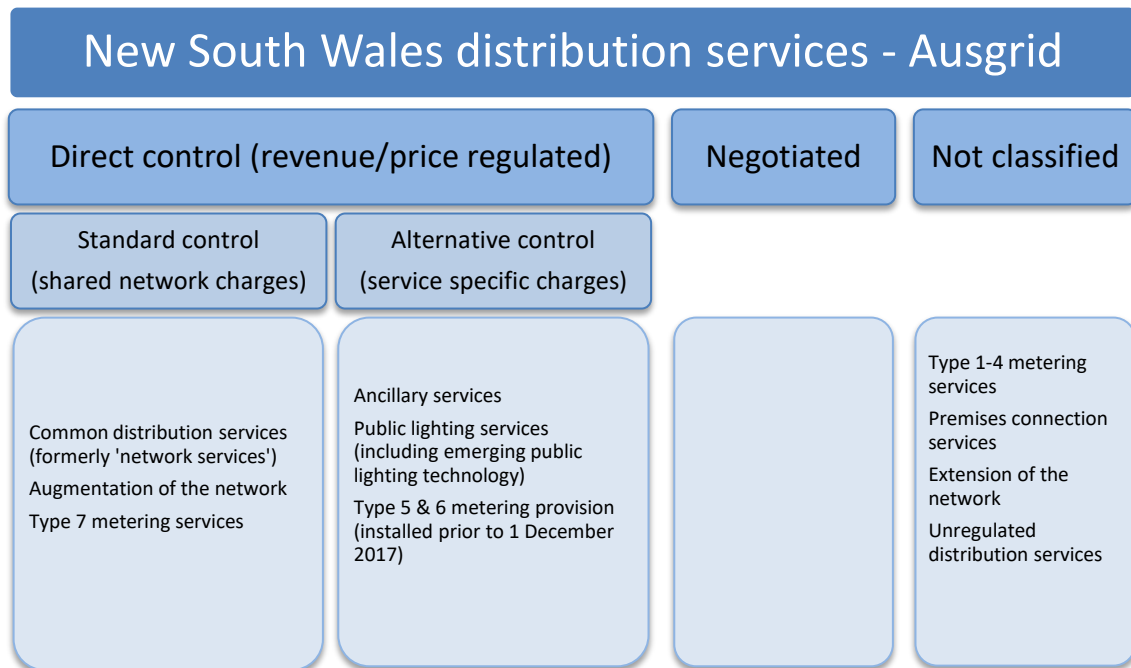 New South Wales distribution services - Ausgrid
Direct control (revenue/price regulated)
Negotiated
Not classified
Standard control
(shared network charges)
Alternative control
(service specific charges)
Common distribution services
(formerly 'network services')
Augmentation of the network
Type 7 metering services
Ancillary services
Public lighting services
(including emerging public
lighting technology)
Type 5 & 6 metering provision
(installed prior to 1 December
2017)
Type 1-4 metering
services
Premises connection
services
Extension of the
network
Unregulated
distribution services